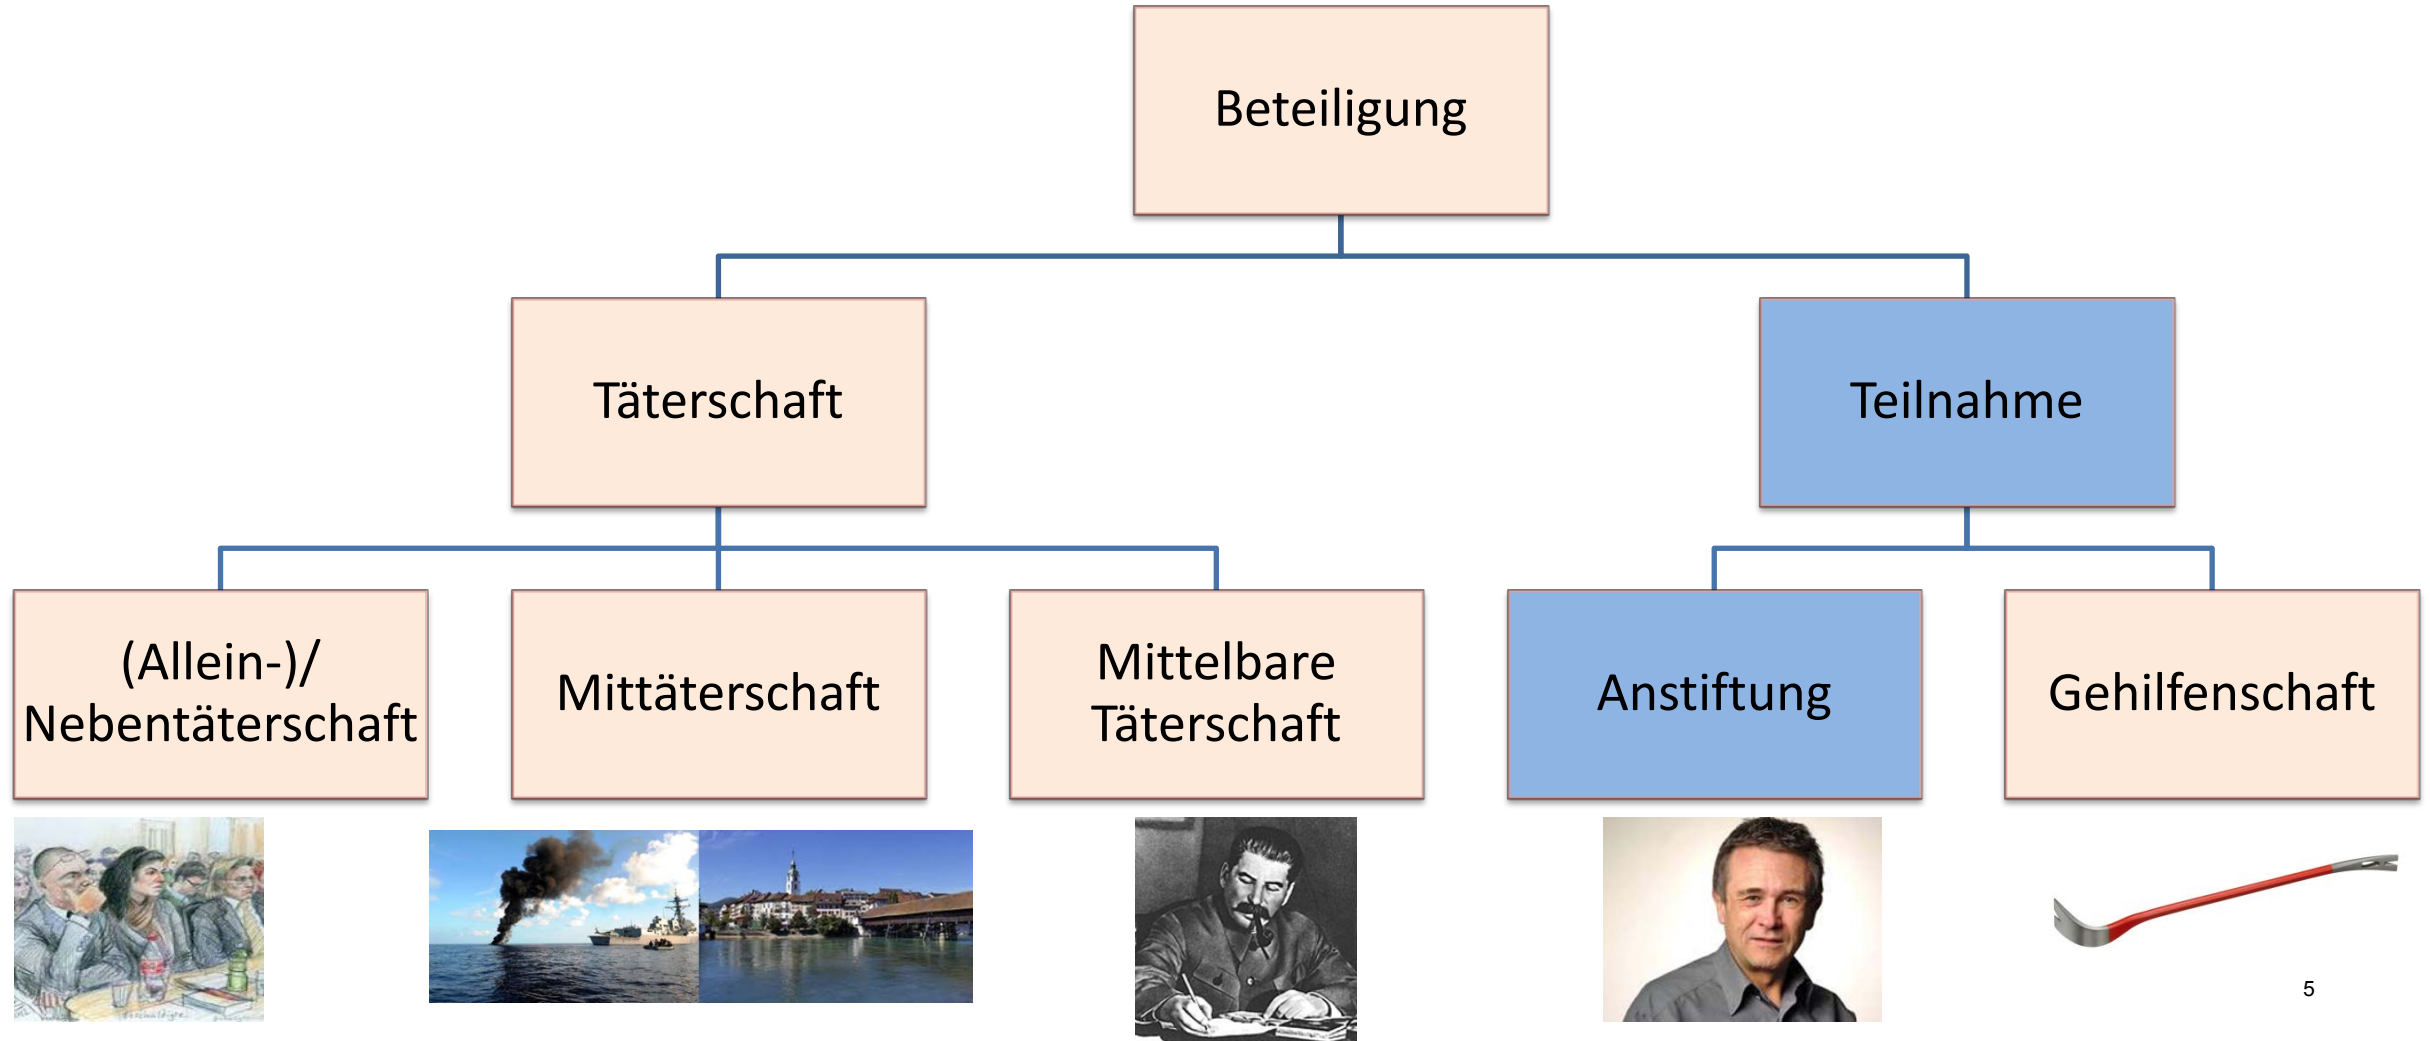 Beteiligung
Täterschaft
Teilnahme
(Allein-)/
Nebentäterschaft
Mittäterschaft
Mittelbare
Täterschaft
Anstiftung
Gehilfenschaft
5